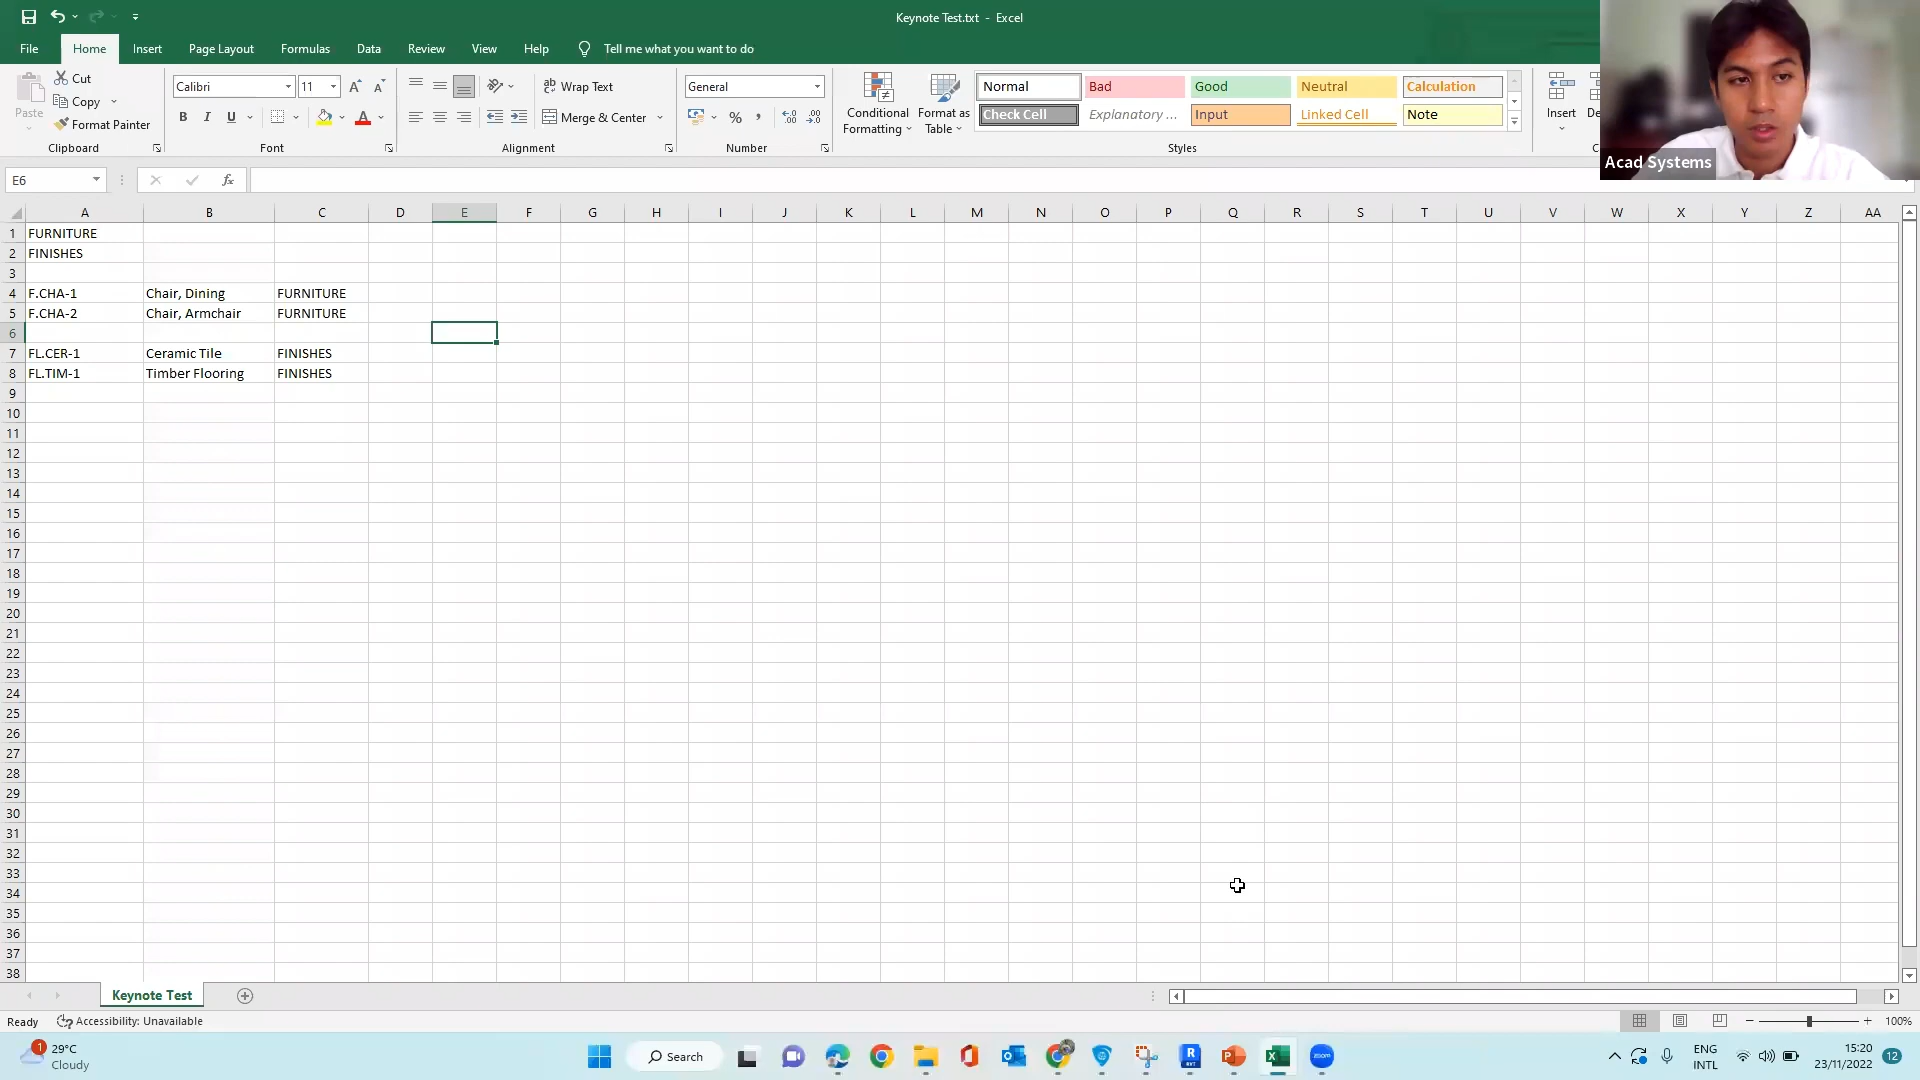 Keynote Test.txt - Excel
File Home Insert Page Layout Formulas Data Review View Help Tell me what you want to do
Cut
Copy
Format Painter
Paste
Clipboard
Calibri 11
B I U
Font
Wrap Text
Merge & Center
Alignment
General
Number
Conditional Formatting
Format as Table
Normal Bad Good Neutral Calculation
Check Cell Explanatory ... Input Linked Cell Note
Styles
Insert
Acad Systems
E6
fx
A B C D E F G H I J K L M N O P Q R S T U V W X Y Z AA
1 FURNITURE
2 FINISHES
3
4 F.CHA-1 Chair, Dining FURNITURE
5 F.CHA-2 Chair, Armchair FURNITURE
6
7 FL.CER-1 Ceramic Tile FINISHES
8 FL.TIM-1 Timber Flooring FINISHES
9
10
11
12
13
14
15
16
17
18
19
20
21
22
23
24
25
26
27
28
29
30
31
32
33
34
35
36
37
38
Keynote Test
Ready Accessibility: Unavailable
100%
1
29°C
Cloudy
Search
zoom
ENG
INTL
15:20
23/11/2022
12